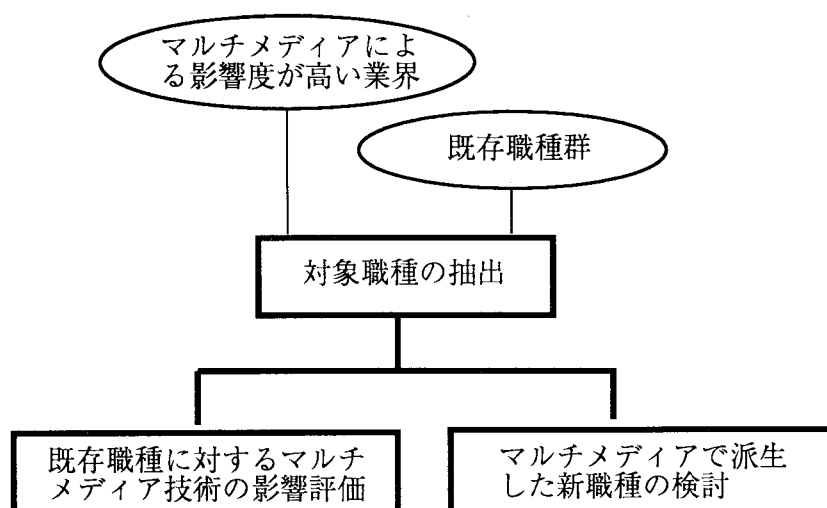 マルチメディアによ
る影響度が高い業界
既存職種群
対象職種の抽出
既存職種に対するマルチ
メディア技術の影響評価
マルチメディアで派生
した新職種の検討